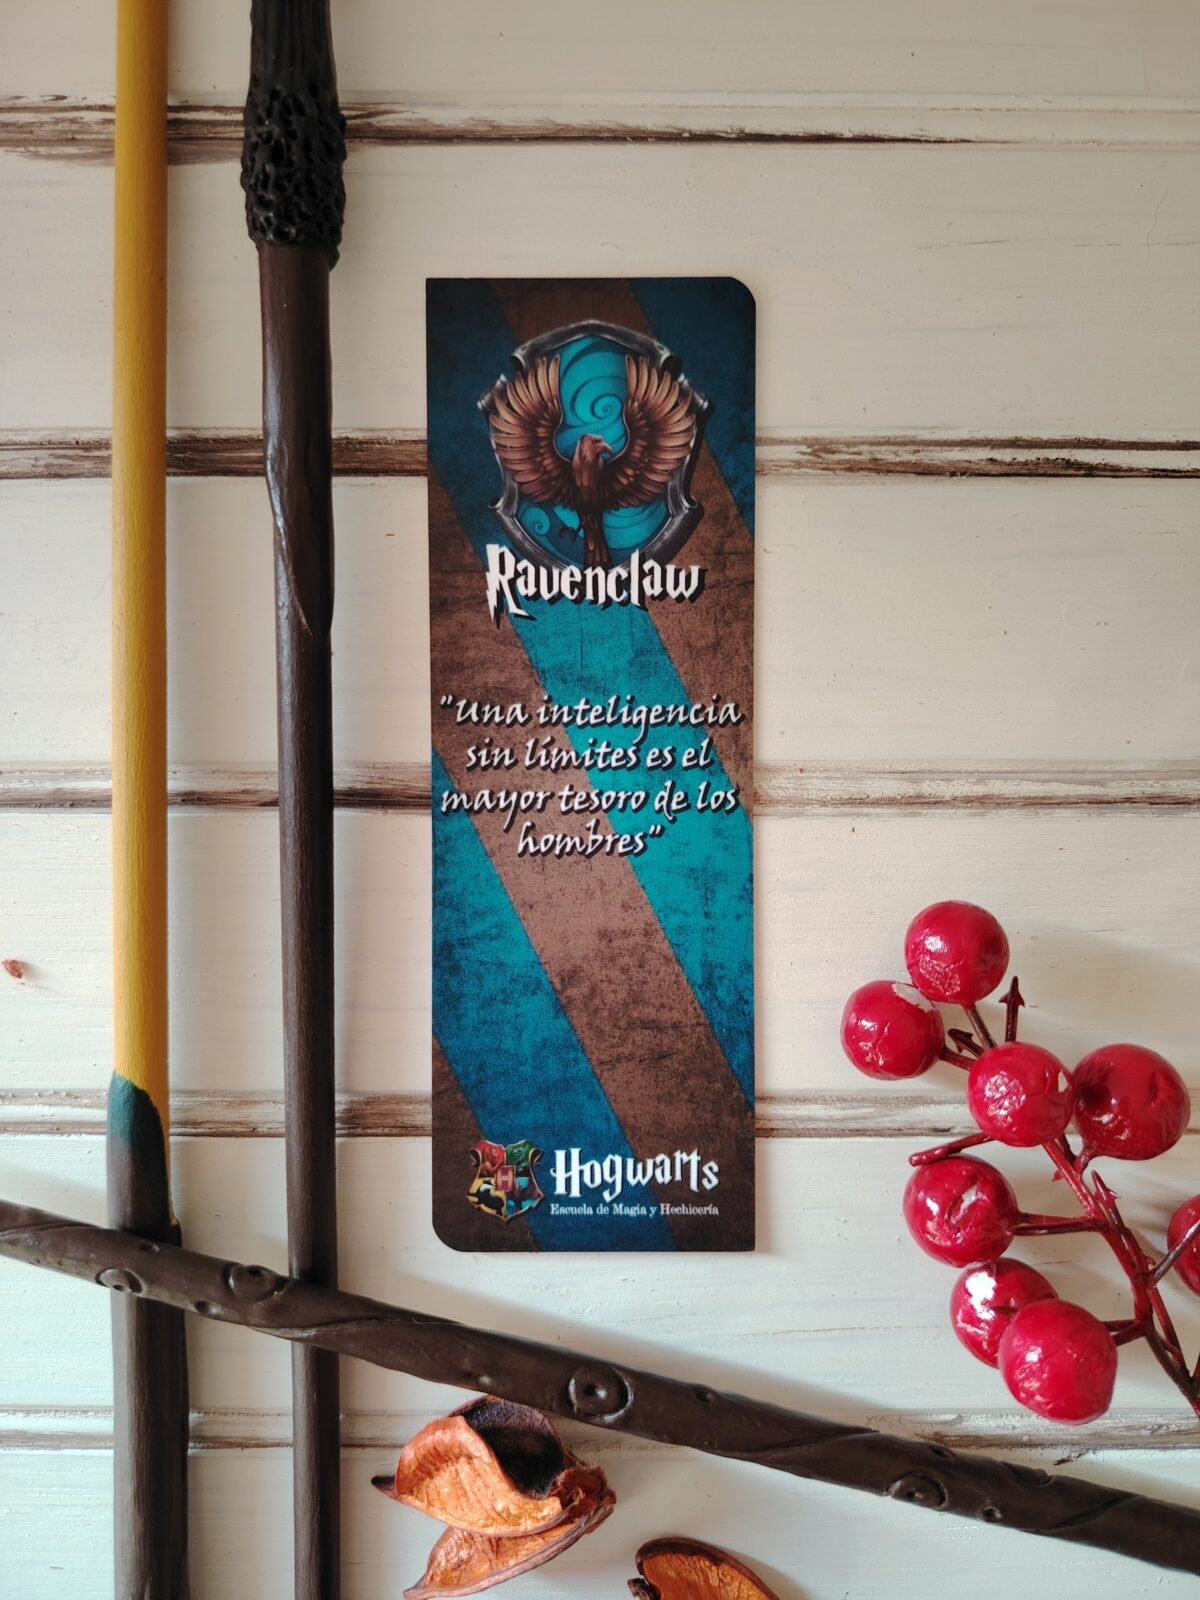 Ravenclaw
"Una inteligencia
sin límites es el
mayor tesoro de los
hombres"
H
Hogwarts
Escuela de Magia y Hechicería